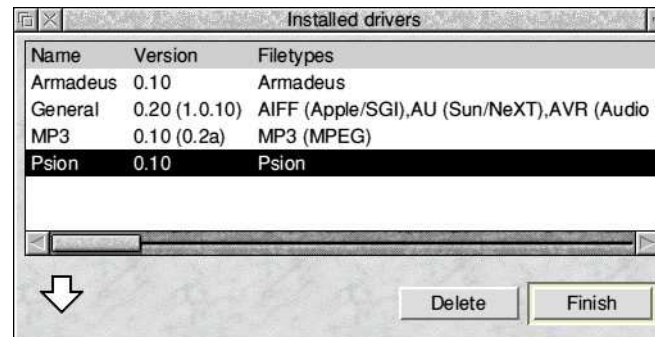 Installed drivers
Name Version Filetypes
Armadeus 0.10 Armadeus
General 0.20 (1.0.10) AIFF (Apple/SGI),AU (Sun/NeXT),AVR (Audio
MP3 0.10 (0.2a) MP3 (MPEG)
Psion 0.10 Psion
Delete Finish